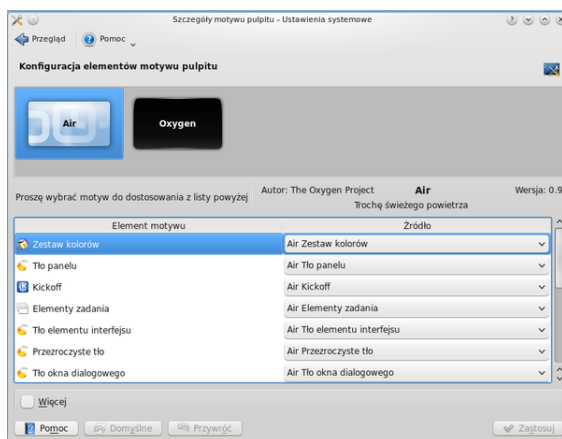 Szczegóły motywu pulpitu – Ustawienia systemowe
Przegląd Pomoc
Konfiguracja elementów motywu pulpitu
Air
Oxygen
Proszę wybrać motyw do dostosowania z listy powyżej
Autor: The Oxygen Project Air Wersja: 0.9
Trochę świeżego powietrza
Element motywu Źródło
Zestaw kolorów Air Zestaw kolorów
Tło panelu Air Tło panelu
Kickoff Air Kickoff
Elementy zadania Air Elementy zadania
Tło elementu interfejsu Air Tło elementu interfejsu
Przezroczyste tło Air Przezroczyste tło
Tło okna dialogowego Air Tło okna dialogowego
Więcej
Pomoc Domyślne Przywróć Zastosuj